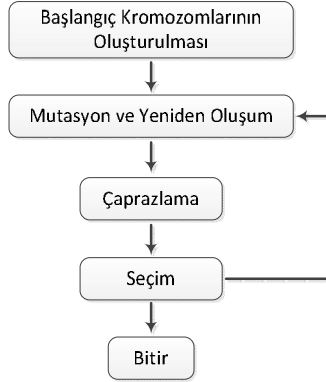 Başlangıç Kromozomlarının
Oluşturulması
Mutasyon ve Yeniden Oluşum
Çaprazlama
Seçim
Bitir